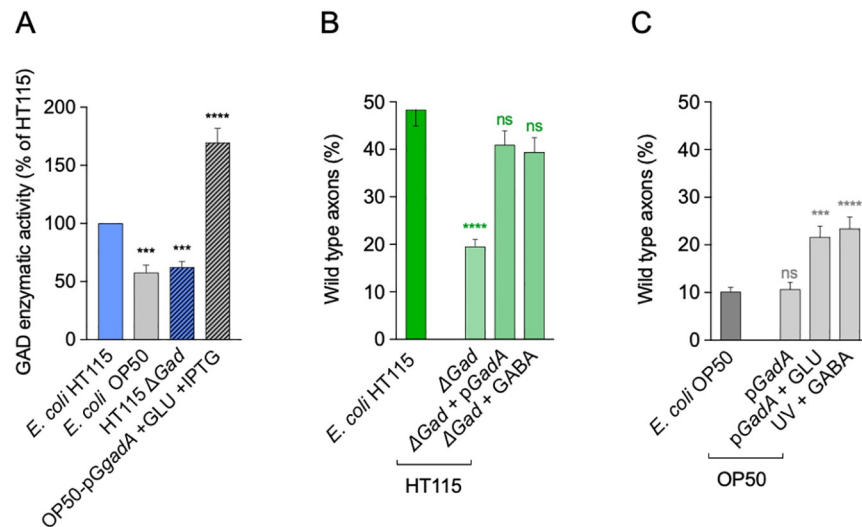 A
B
C
GAD enzymatic activity (% of HT115)
200
150
100
50
0
***
***
****
E. coli HT115
E. coli OP50
HT115 ΔGad
OP50-pGgadA +GLU +IPTG
Wild type axons (%)
50
40
30
20
10
0
****
ns
ns
E. coli HT115
ΔGad
ΔGad + pGadA
ΔGad + GABA
HT115
Wild type axons (%)
50
40
30
20
10
0
ns
***
****
E. coli OP50
pGadA
pGadA + GLU
UV + GABA
OP50